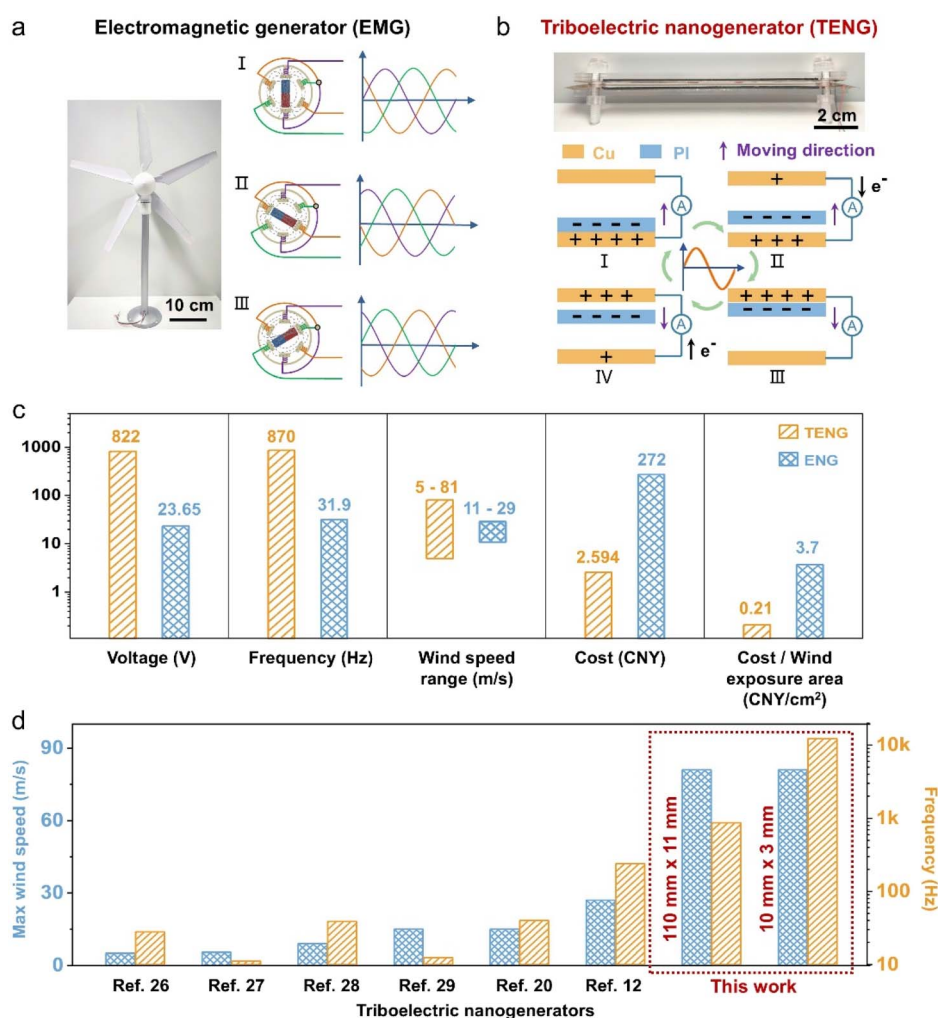 a
Electromagnetic generator (EMG)
I
II
III
10 cm
b
Triboelectric nanogenerator (TENG)
2 cm
Cu
PI
Moving direction
A
- - - -
+ + + +
I
+
e-
A
- - - -
+ + +
II
+ + +
- - - -
A
e-
+
IV
+ + + +
- - - -
A
III
c
1000
100
10
1
822
23.65
870
31.9
5 - 81
11 - 29
2.594
272
0.21
3.7
TENG
ENG
Voltage (V)
Frequency (Hz)
Wind speed
range (m/s)
Cost (CNY)
Cost / Wind
exposure area
(CNY/cm²)
d
Max wind speed (m/s)
90
60
30
0
110 mm x 11 mm
10 mm x 3 mm
10k
1k
100
10
Frequency (Hz)
Ref. 26
Ref. 27
Ref. 28
Ref. 29
Ref. 20
Ref. 12
This work
Triboelectric nanogenerators